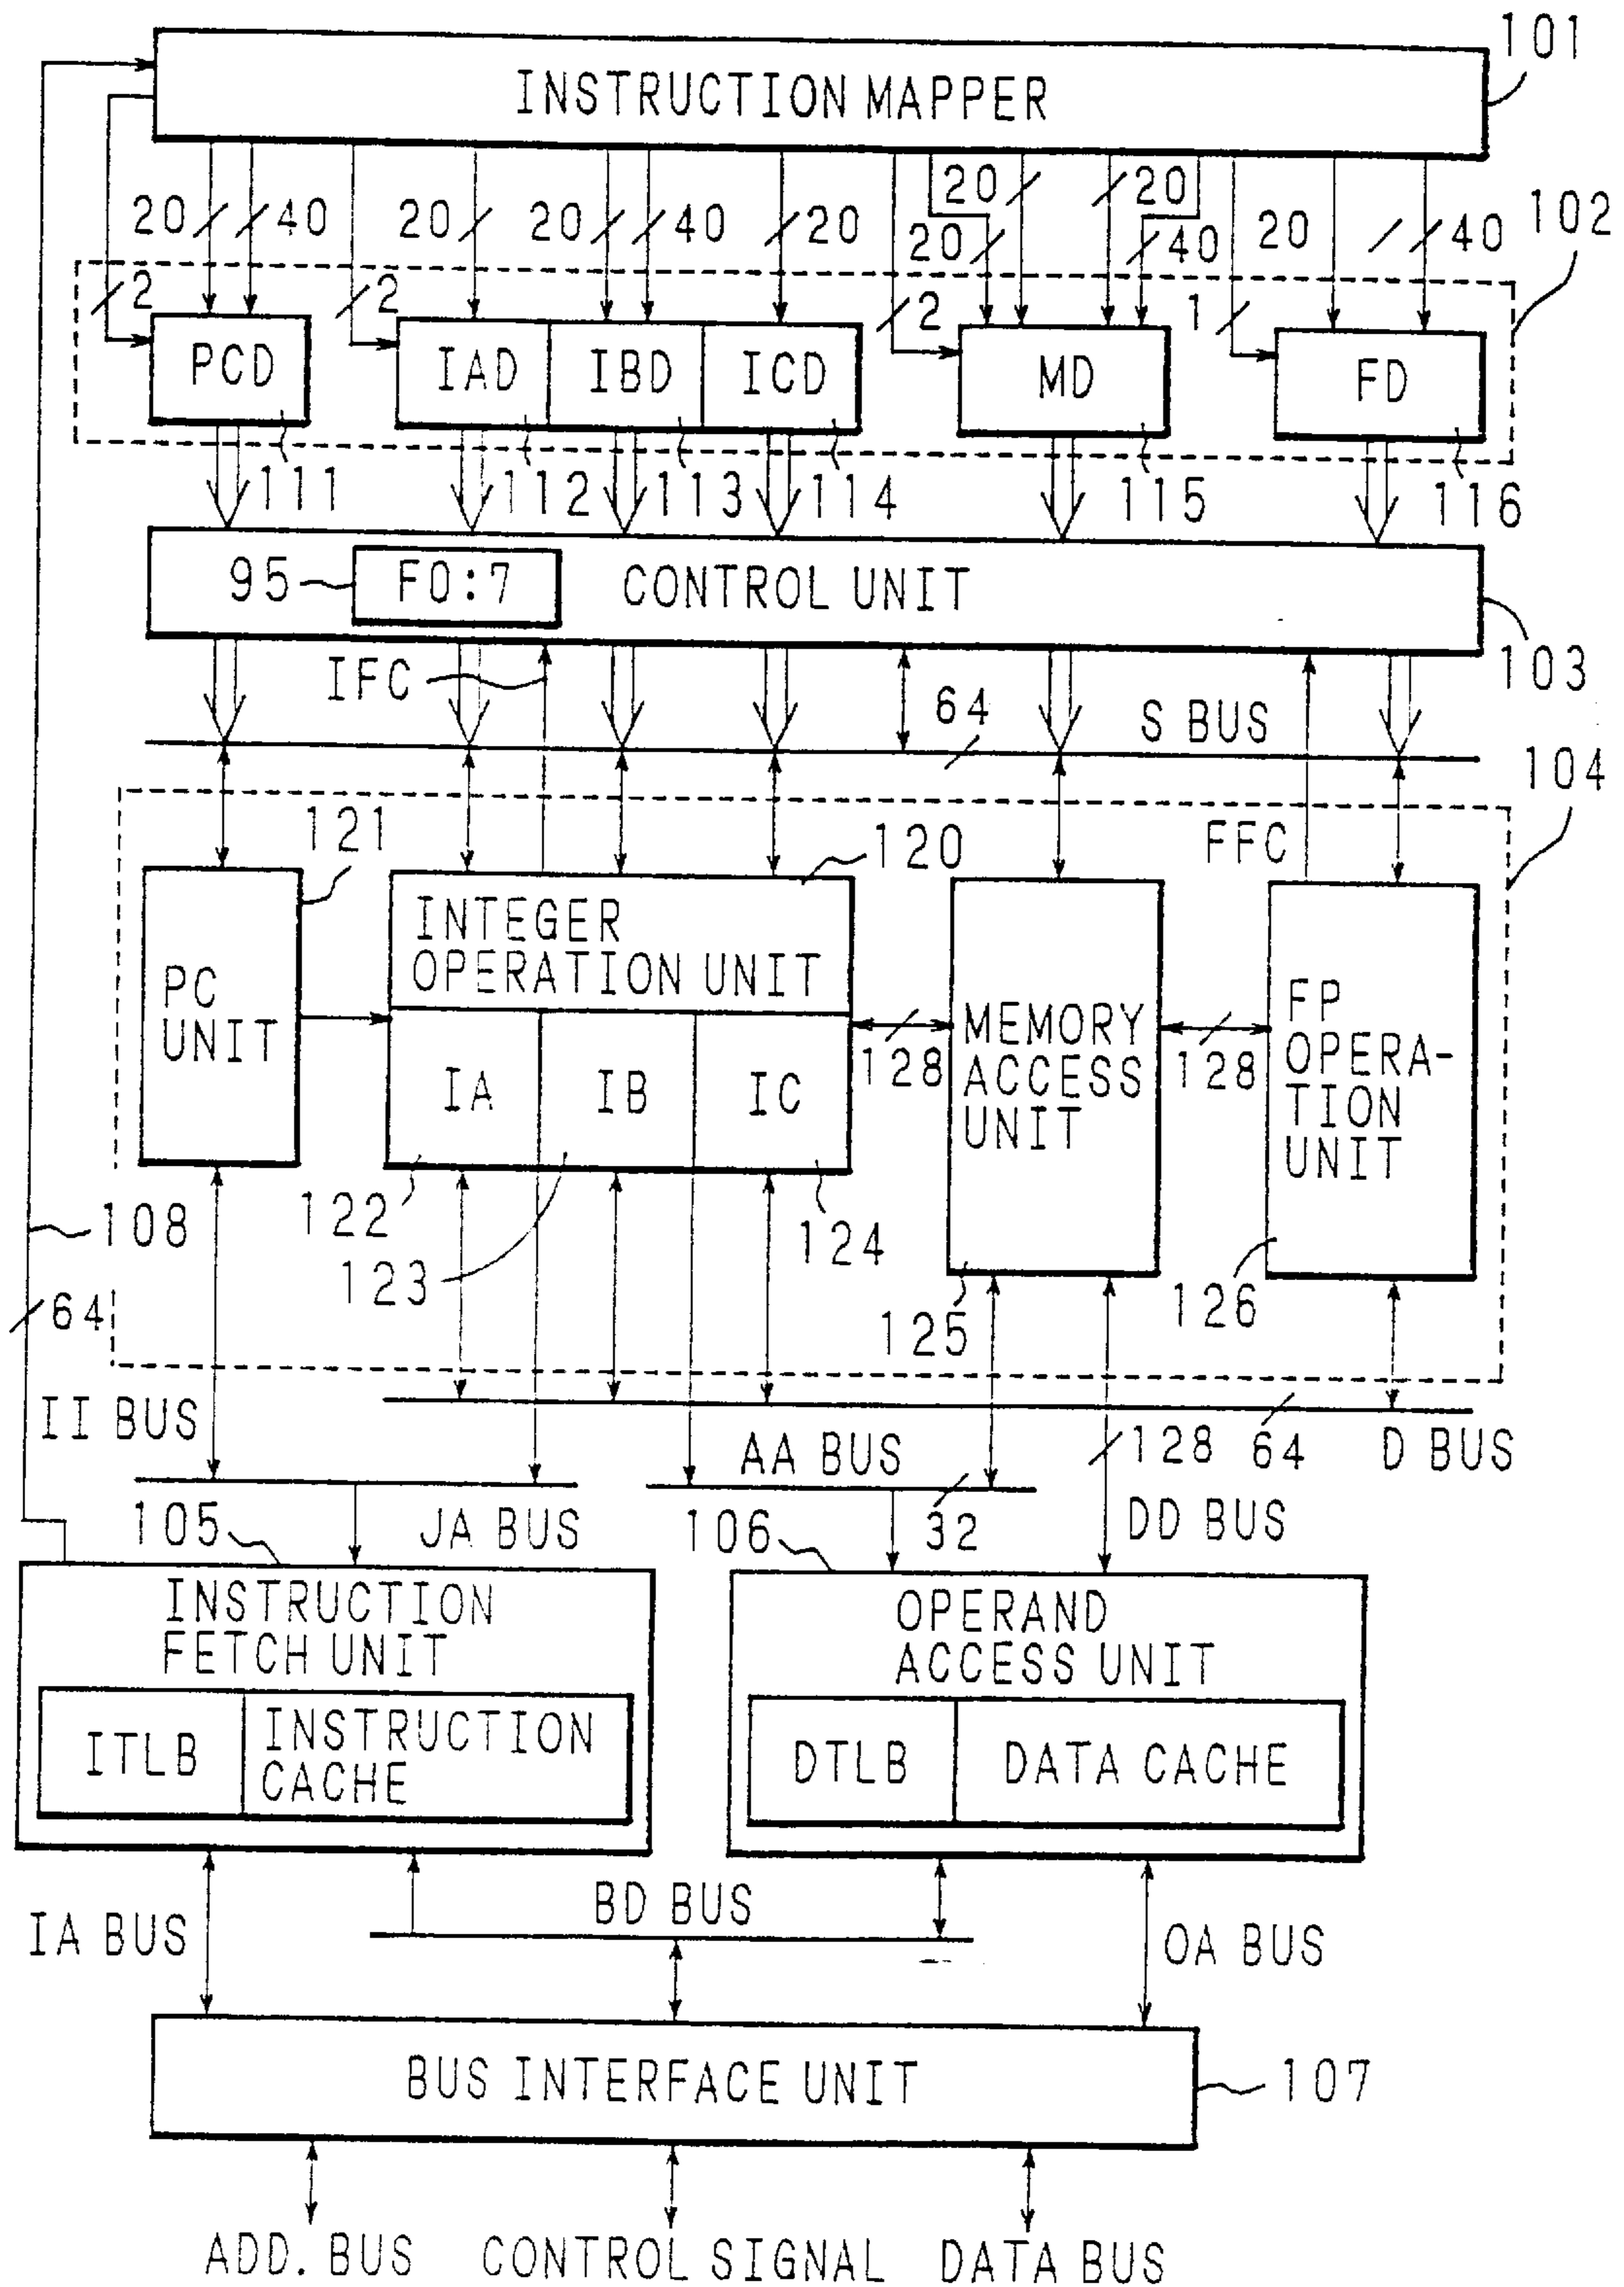 101
INSTRUCTION MAPPER
20 20
20 40 20 20 40 20 20 40 20 40
102
2 2 2 1
PCD IAD IBD ICD MD FD
111 112 113 114 115 116
95 F0:7 CONTROL UNIT
103
IFC 64 S BUS
104
121 120 FFC
INTEGER
OPERATION UNIT
PC
UNIT
MEMORY
ACCESS
UNIT
FP
OPERA-
TION
UNIT
IA IB IC 128 128
108 122 123 124
64 125 126
II BUS AA BUS 128 64 D BUS
105 JA BUS 106 32 DD BUS
INSTRUCTION
FETCH UNIT
ITLB INSTRUCTION
CACHE
OPERAND
ACCESS UNIT
DTLB DATA CACHE
IA BUS BD BUS OA BUS
BUS INTERFACE UNIT 107
ADD. BUS CONTROL SIGNAL DATA BUS